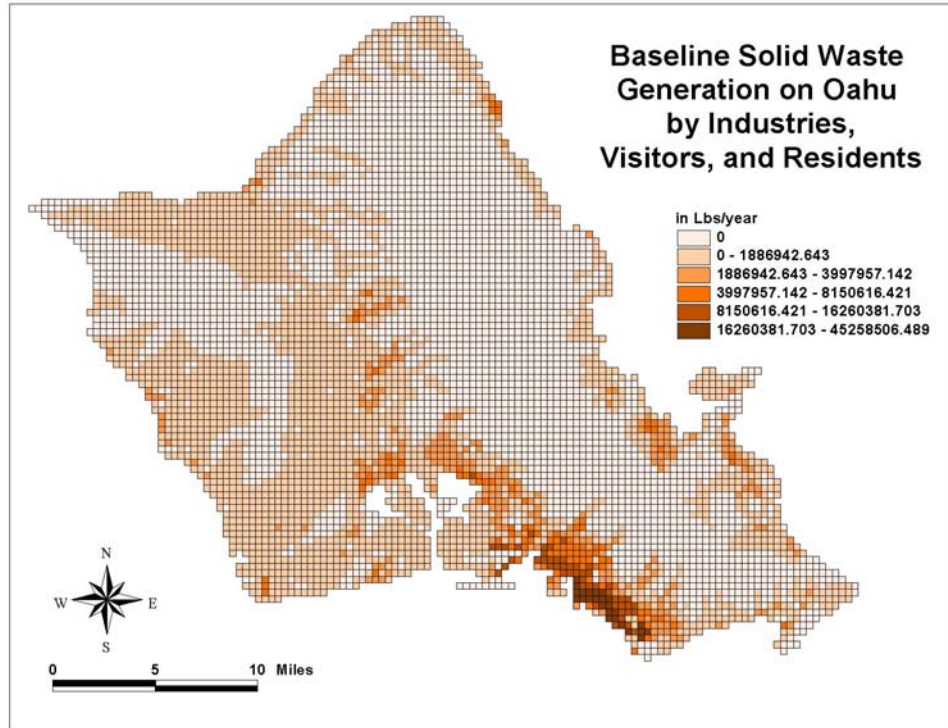 Baseline Solid Waste
Generation on Oahu
by Industries,
Visitors, and Residents
in Lbs/year
0
0 - 1886942.643
1886942.643 - 3997957.142
3997957.142 - 8150616.421
8150616.421 - 16260381.703
16260381.703 - 45258506.489
N
W E
S
0 5 10 Miles